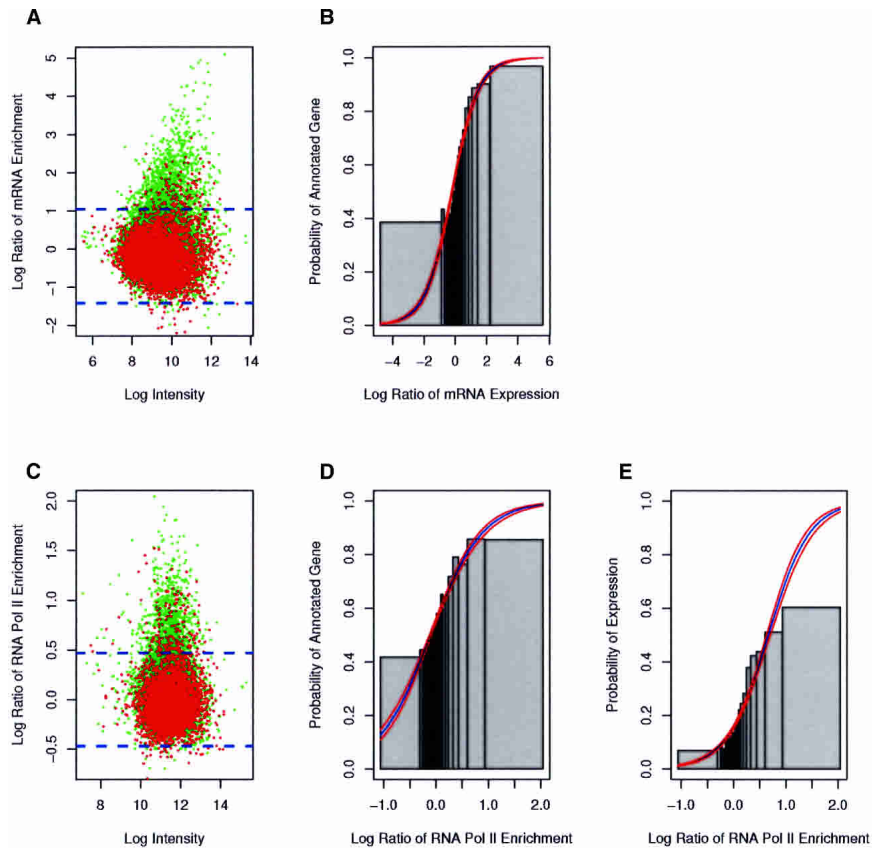 A
Log Ratio of mRNA Enrichment
5
4
3
2
1
0
−1
−2
6 8 10 12 14
Log Intensity
B
Probability of Annotated Gene
1.0
0.8
0.6
0.4
0.2
0.0
−4 −2 0 2 4 6
Log Ratio of mRNA Expression
C
Log Ratio of RNA Pol II Enrichment
2.0
1.5
1.0
0.5
0.0
−0.5
8 10 12 14
Log Intensity
D
Probability of Annotated Gene
1.0
0.8
0.6
0.4
0.2
0.0
−1.0 0.0 1.0 2.0
Log Ratio of RNA Pol II Enrichment
E
Probability of Expression
1.0
0.8
0.6
0.4
0.2
0.0
−1.0 0.0 1.0 2.0
Log Ratio of RNA Pol II Enrichment